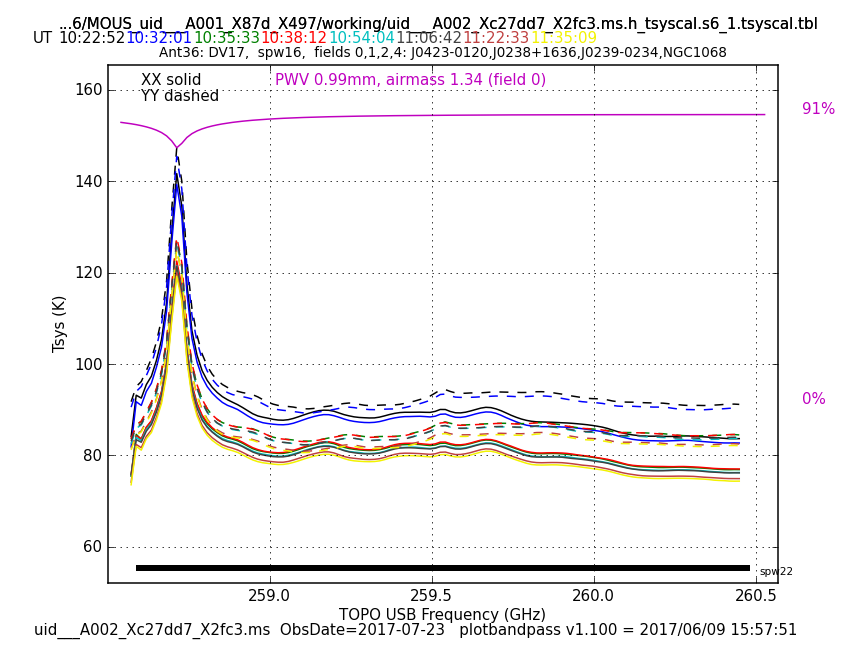 ...6/MOUS_uid___A001_X87d_X497/working/uid___A002_Xc27dd7_X2fc3.ms.h_tsyscal.s6_1.tsyscal.tbl
UT 10:22:52 10:32:01 10:35:33 10:38:12 10:54:04 11:06:42 11:22:33 11:35:09
Ant36: DV17, spw16, fields 0,1,2,4: J0423-0120,J0238+1636,J0239-0234,NGC1068
XX solid
YY dashed
PWV 0.99mm, airmass 1.34 (field 0)
91%
0%
160
140
120
100
80
60
Tsys (K)
spw22
259.0 259.5 260.0 260.5
TOPO USB Frequency (GHz)
uid___A002_Xc27dd7_X2fc3.ms ObsDate=2017-07-23 plotbandpass v1.100 = 2017/06/09 15:57:51